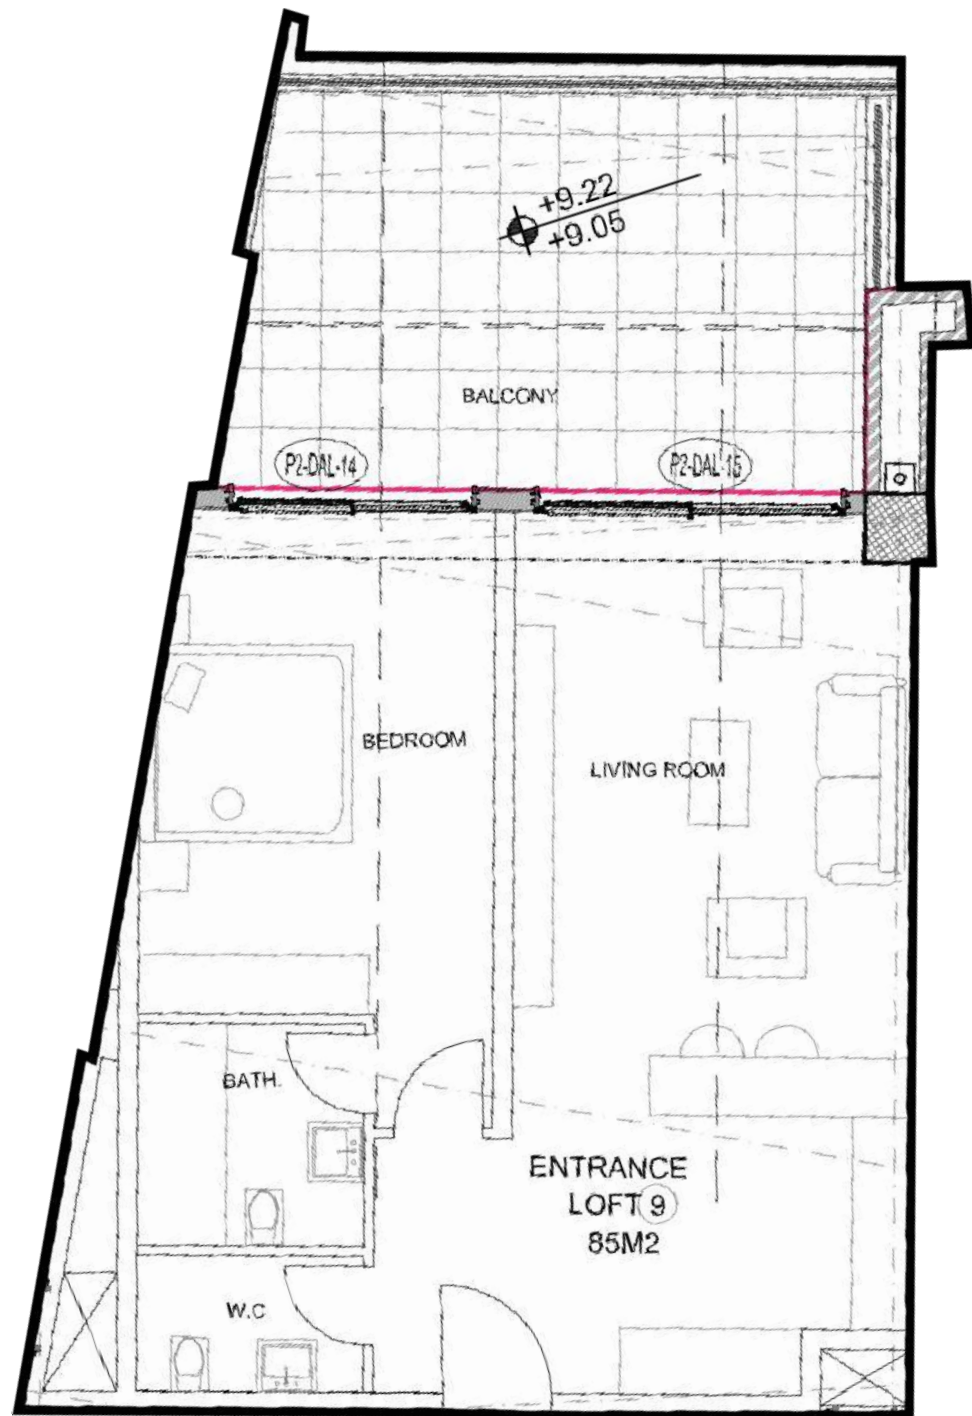 +9.22
+9.05
BALCONY
P2-DAL-14
P2-DAL-15
BEDROOM
LIVING ROOM
BATH.
ENTRANCE
LOFT 9
85M2
W.C